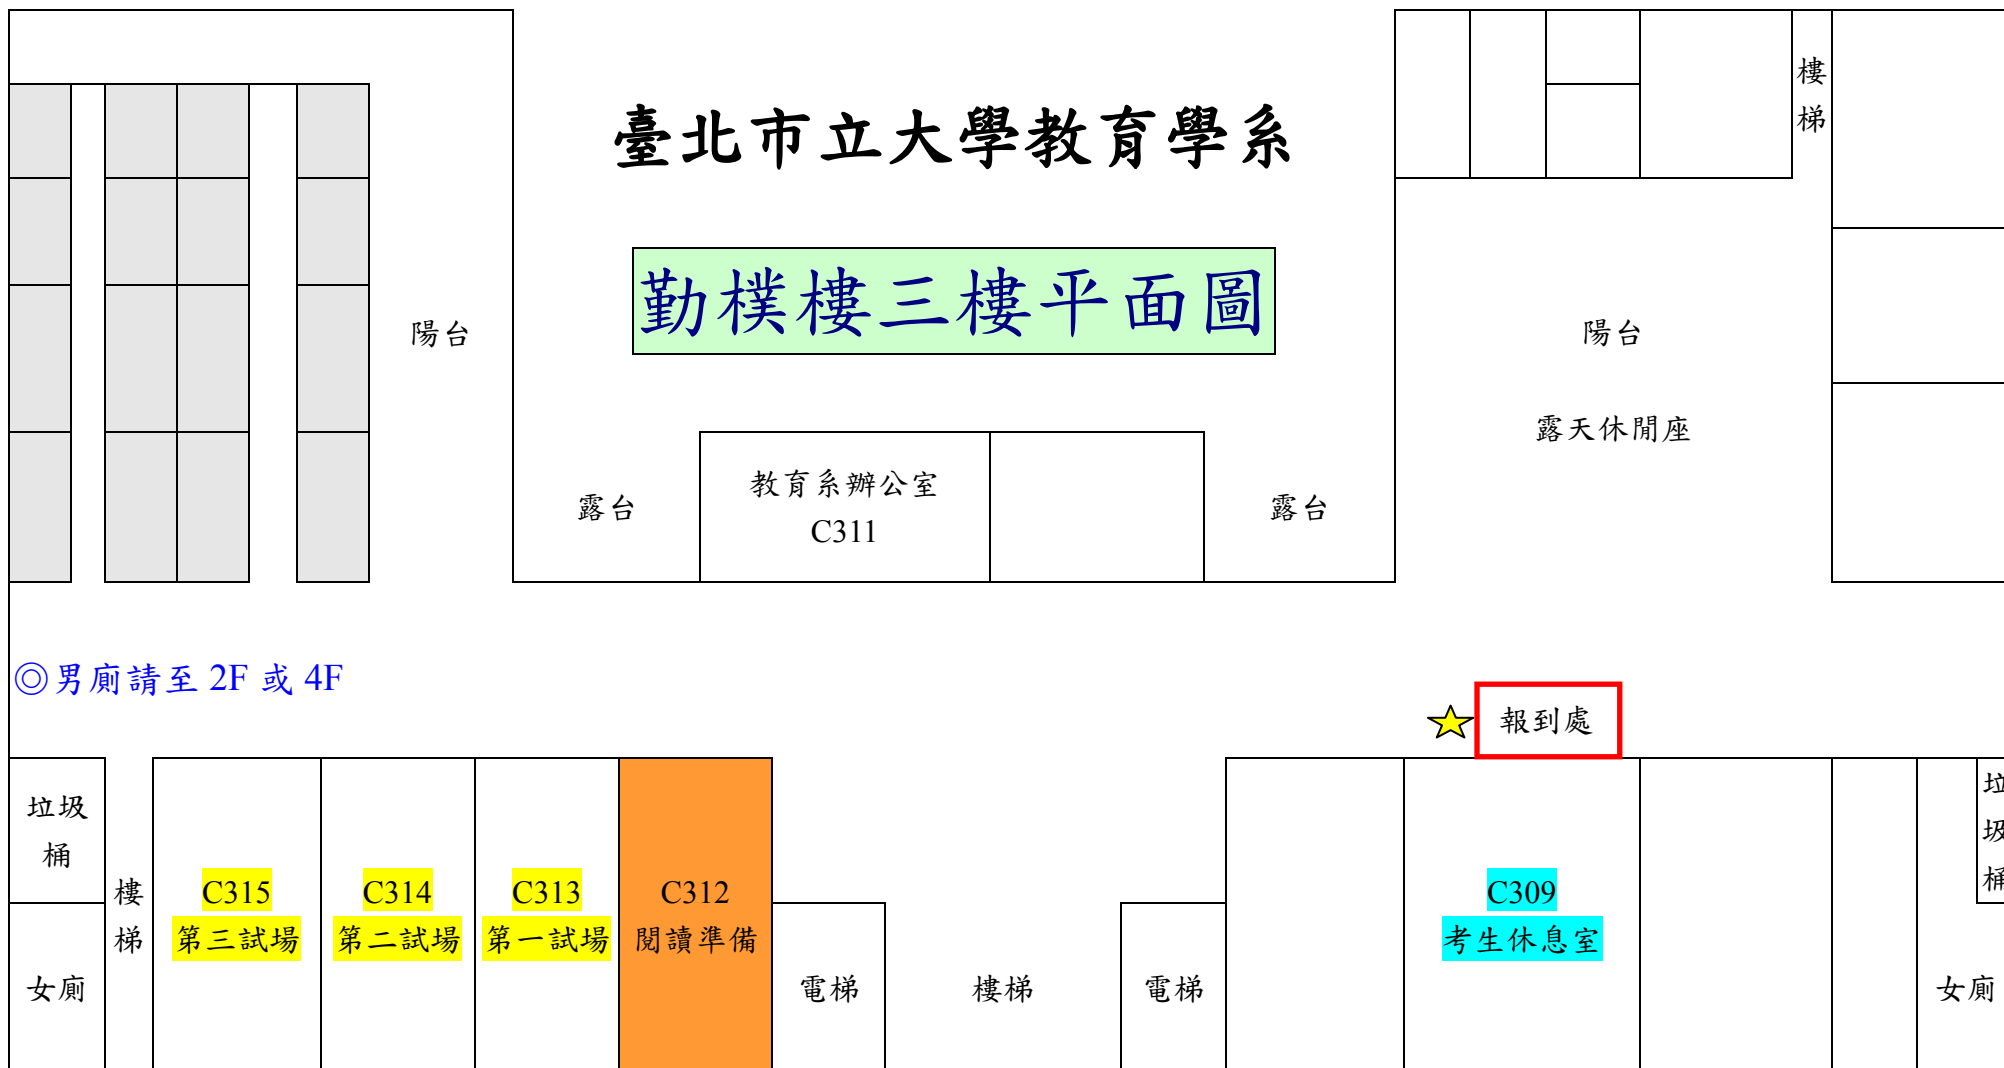 臺北市立大學教育學系
樓
梯
勤樸樓三樓平面圖
陽台
陽台
露天休閒座
教育系辦公室
C311
露台
露台
◎男廁請至 2F 或 4F
報到處
垃圾
桶
女廁
樓
梯
C315
第三試場
C314
第二試場
C313
第一試場
C312
閱讀準備
電梯
樓梯
電梯
C309
考生休息室
垃
圾
桶
女廁